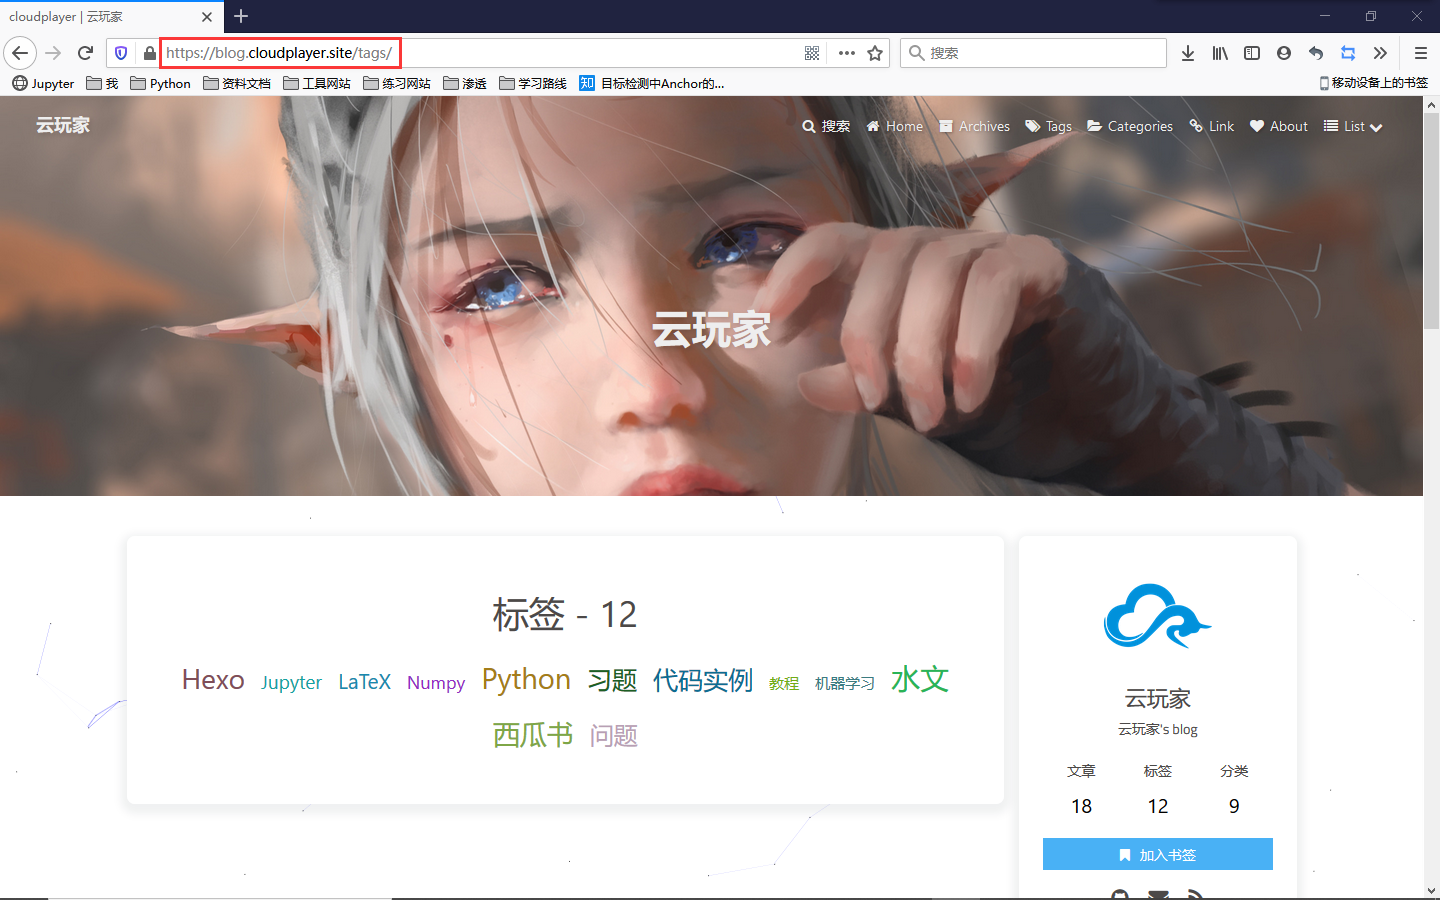 cloudplayer | 云玩家
https://blog.cloudplayer.site/tags/
搜索
Jupyter 我 Python 资料文档 工具网站 练习网站 渗透 学习路线 知 目标检测中Anchor的... 移动设备上的书签
云玩家 搜索 Home Archives Tags Categories Link About List
云玩家
标签 - 12
Hexo Jupyter LaTeX Numpy Python 习题 代码实例 教程 机器学习 水文
西瓜书 问题
云玩家
云玩家's blog
文章 标签 分类
18 12 9
加入书签